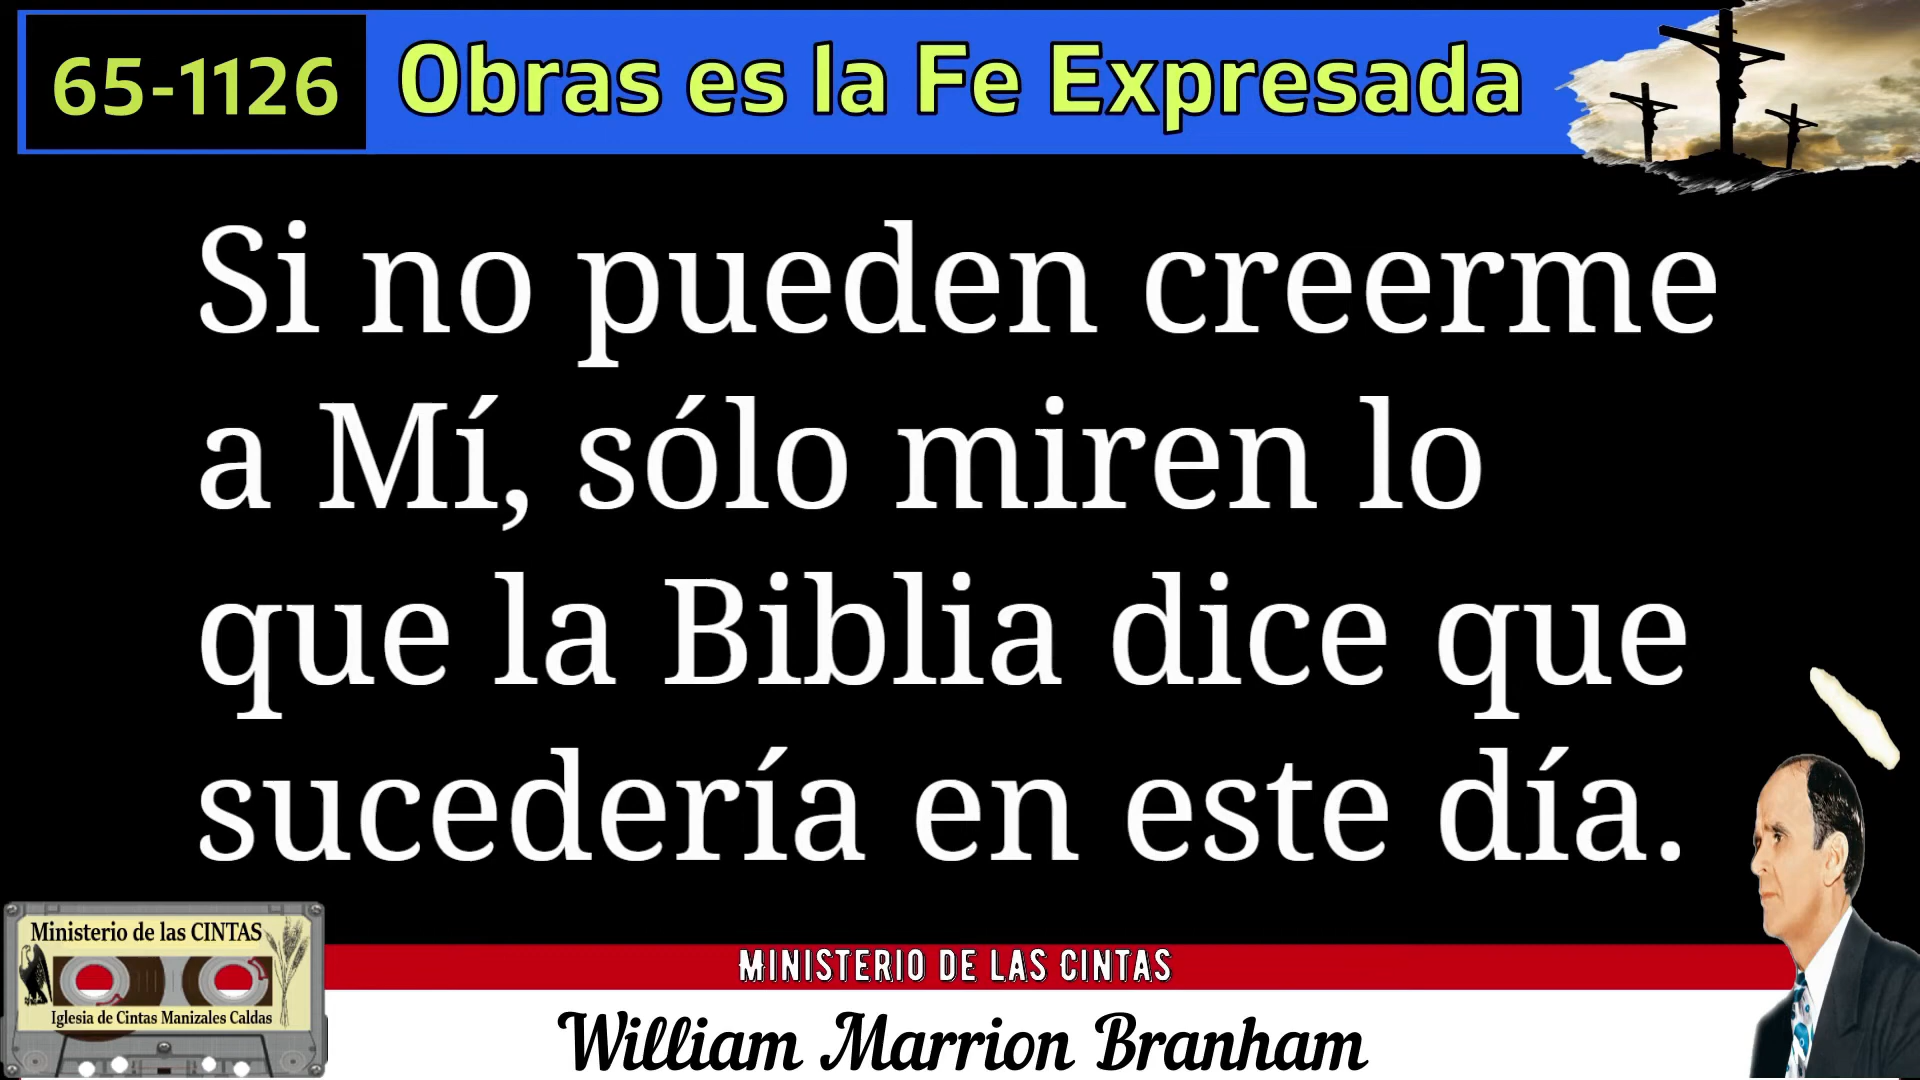 65-1126
Obras es la Fe Expresada
Si no pueden creerme
a Mí, sólo miren lo
que la Biblia dice que
sucedería en este día.
Ministerio de las CINTAS
Iglesia de Cintas Manizales Caldas
MINISTERIO DE LAS CINTAS
William Marrion Branham